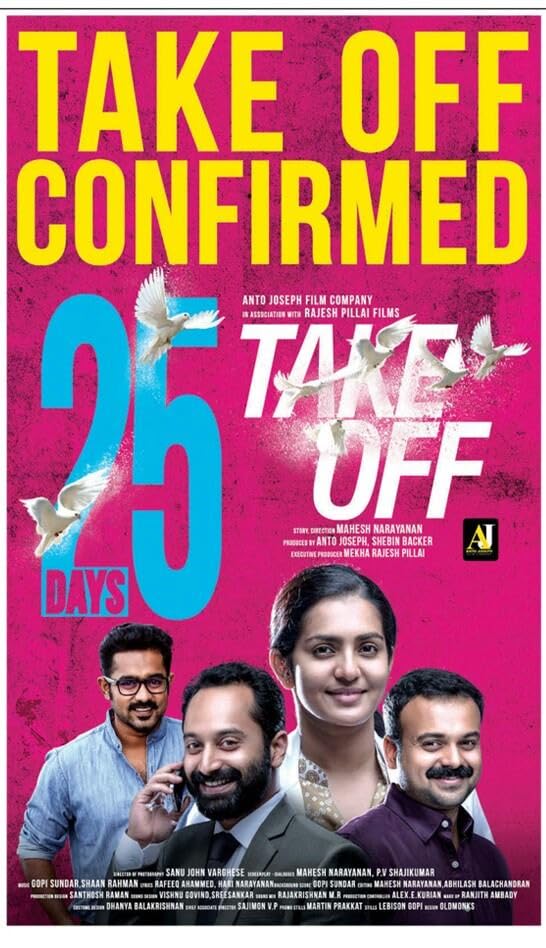 TAKE OFF
CONFIRMED
25
DAYS
ANTO JOSEPH FILM COMPANY
IN ASSOCIATION WITH RAJESH PILLAI FILMS
TAKE
OFF
STORY, DIRECTION MAHESH NARAYANAN
PRODUCED BY ANTO JOSEPH, SHEBIN BACKER
EXECUTIVE PRODUCER MEKHA RAJESH PILLAI
AJ
ANTO JOSEPH
DIRECTOR OF PHOTOGRAPHY SANU JOHN VARGHESE SCREENPLAY - DIALOGUES MAHESH NARAYANAN, P.V SHAJIKUMAR
MUSIC GOPI SUNDAR,SHAAN RAHMAN LYRICS RAFEEQ AHAMMED, HARI NARAYANAN BACKGROUND SCORE GOPI SUNDAR EDITING MAHESH NARAYANAN,ABHILASH BALACHANDRAN
PRODUCTION DESIGN SANTHOSH RAMAN SOUND DESIGN VISHNU GOVIND,SREESANKAR SOUND MIX RAJAKRISHNAN M.R PRODUCTION CONTROLLER ALEX.E.KURIAN MAKE UP RANJITH AMBADY
COSTUME DESIGN DHANYA BALAKRISHNAN CHIEF ASSOCIATE DIRECTOR SAJIMON V.P PROMO STILLS MARTIN PRAKKAT STILLS LEBISON GOPI DESIGN OLDMONKS